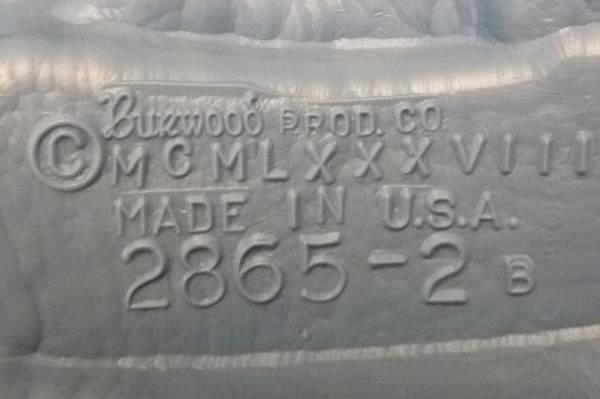 Burwood PROD. CO.
© MCMLXXXVIII
MADE IN U.S.A.
2865-2 B